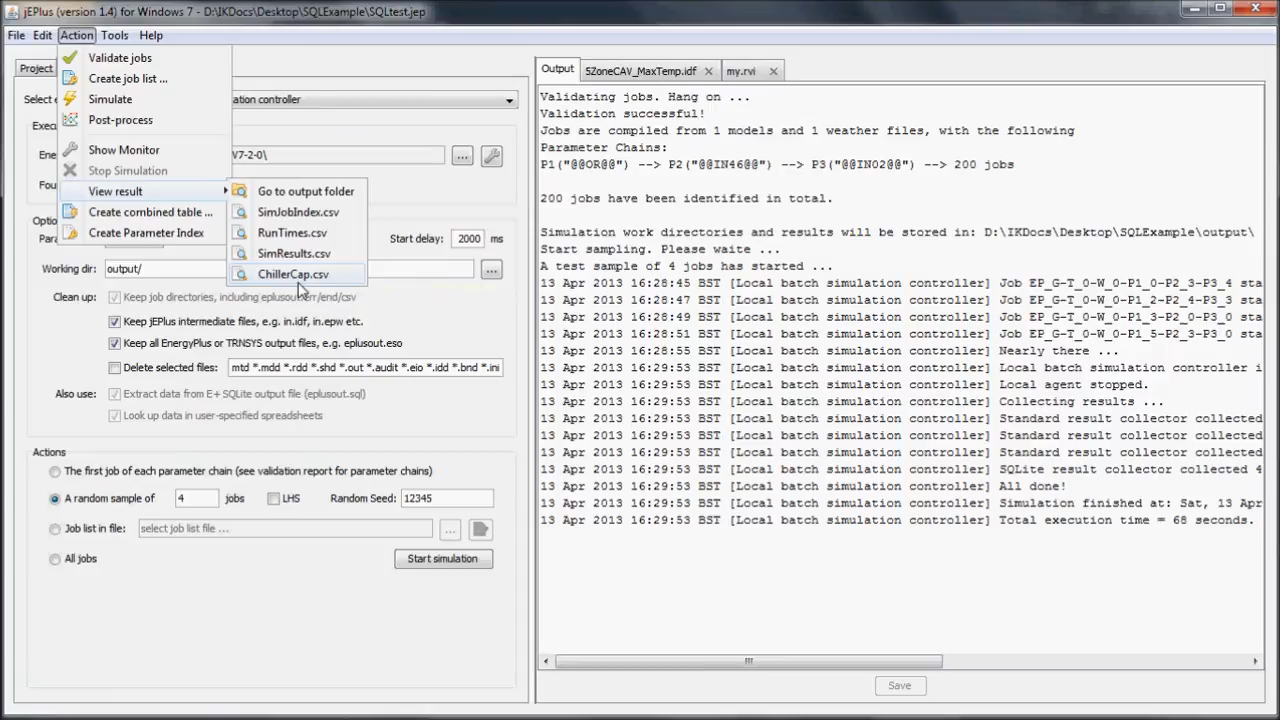 jEPlus (version 1.4) for Windows 7 - D:\IKDocs\Desktop\SQLExample\SQLtest.jep
File Edit Action Tools Help
Validate jobs
Create job list ...
Simulate
Post-process
Show Monitor
Stop Simulation
View result
Create combined table ...
Create Parameter Index
Go to output folder
SimJobIndex.csv
RunTimes.csv
SimResults.csv
ChillerCap.csv
Project
Select e
ation controller
Exec
Ene
V7-2-0\
...
Fou
Optio
Para
Start delay: 2000 ms
Working dir: output/ ...
Clean up: Keep job directories, including eplusout.err/end/csv
Keep jEPlus intermediate files, e.g. in.idf, in.epw etc.
Keep all EnergyPlus or TRNSYS output files, e.g. eplusout.eso
Delete selected files: mtd *.mdd *.rdd *.shd *.out *.audit *.eio *.idd *.bnd *.ini
Also use: Extract data from E+ SQLite output file (eplusout.sql)
Look up data in user-specified spreadsheets
Actions
The first job of each parameter chain (see validation report for parameter chains)
A random sample of 4 jobs LHS Random Seed: 12345
Job list in file: select job list file ... ...
All jobs Start simulation
Output 5ZoneCAV_MaxTemp.idf my.rvi
Validating jobs. Hang on ...
Validation successful!
Jobs are compiled from 1 models and 1 weather files, with the following
Parameter Chains:
P1("@@OR@@") --> P2("@@IN46@@") --> P3("@@IN02@@") --> 200 jobs
200 jobs have been identified in total.
Simulation work directories and results will be stored in: D:\IKDocs\Desktop\SQLExample\output\
Start sampling. Please wait ...
A test sample of 4 jobs has started ...
13 Apr 2013 16:28:45 BST [Local batch simulation controller] Job EP_G-T_0-W_0-P1_0-P2_3-P3_4 sta
13 Apr 2013 16:28:47 BST [Local batch simulation controller] Job EP_G-T_0-W_0-P1_2-P2_4-P3_3 sta
13 Apr 2013 16:28:49 BST [Local batch simulation controller] Job EP_G-T_0-W_0-P1_3-P2_3-P3_0 sta
13 Apr 2013 16:28:51 BST [Local batch simulation controller] Job EP_G-T_0-W_0-P1_5-P2_3-P3_0 sta
13 Apr 2013 16:28:55 BST [Local batch simulation controller] Nearly there ...
13 Apr 2013 16:29:53 BST [Local batch simulation controller] Local batch simulation controller i
13 Apr 2013 16:29:53 BST [Local batch simulation controller] Local agent stopped.
13 Apr 2013 16:29:53 BST [Local batch simulation controller] Collecting results ...
13 Apr 2013 16:29:53 BST [Local batch simulation controller] Standard result collector collected
13 Apr 2013 16:29:53 BST [Local batch simulation controller] Standard result collector collected
13 Apr 2013 16:29:53 BST [Local batch simulation controller] Standard result collector collected
13 Apr 2013 16:29:53 BST [Local batch simulation controller] SQLite result collector collected 4
13 Apr 2013 16:29:53 BST [Local batch simulation controller] All done!
13 Apr 2013 16:29:53 BST [Local batch simulation controller] Simulation finished at: Sat, 13 Apr
13 Apr 2013 16:29:53 BST [Local batch simulation controller] Total execution time = 68 seconds.
Save